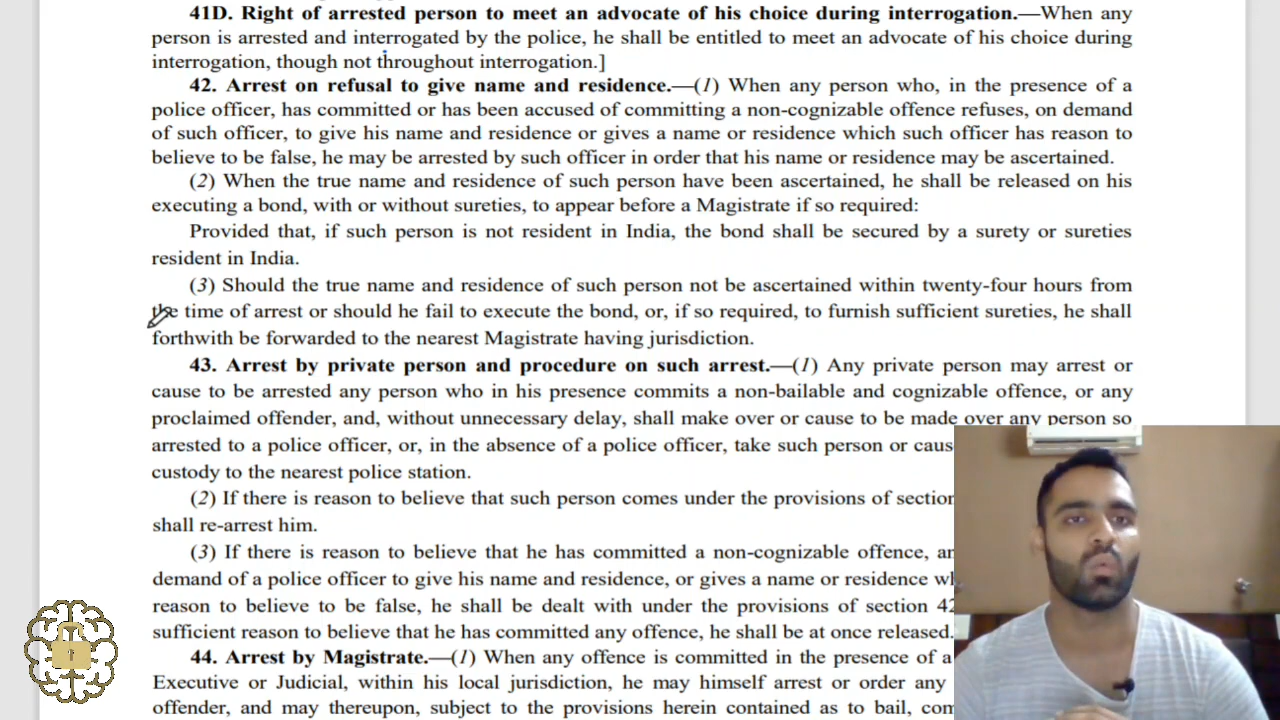 41D. Right of arrested person to meet an advocate of his choice during interrogation.—When any
person is arrested and interrogated by the police, he shall be entitled to meet an advocate of his choice during
interrogation, though not throughout interrogation.]
42. Arrest on refusal to give name and residence.—(1) When any person who, in the presence of a
police officer, has committed or has been accused of committing a non-cognizable offence refuses, on demand
of such officer, to give his name and residence or gives a name or residence which such officer has reason to
believe to be false, he may be arrested by such officer in order that his name or residence may be ascertained.
(2) When the true name and residence of such person have been ascertained, he shall be released on his
executing a bond, with or without sureties, to appear before a Magistrate if so required:
Provided that, if such person is not resident in India, the bond shall be secured by a surety or sureties
resident in India.
(3) Should the true name and residence of such person not be ascertained within twenty-four hours from
the time of arrest or should he fail to execute the bond, or, if so required, to furnish sufficient sureties, he shall
forthwith be forwarded to the nearest Magistrate having jurisdiction.
43. Arrest by private person and procedure on such arrest.—(1) Any private person may arrest or
cause to be arrested any person who in his presence commits a non-bailable and cognizable offence, or any
proclaimed offender, and, without unnecessary delay, shall make over or cause to be made over any person so
arrested to a police officer, or, in the absence of a police officer, take such person or caus
custody to the nearest police station.
(2) If there is reason to believe that such person comes under the provisions of section
shall re-arrest him.
(3) If there is reason to believe that he has committed a non-cognizable offence, an
demand of a police officer to give his name and residence, or gives a name or residence wh
reason to believe to be false, he shall be dealt with under the provisions of section 42
sufficient reason to believe that he has committed any offence, he shall be at once released.
44. Arrest by Magistrate.—(1) When any offence is committed in the presence of a
Executive or Judicial, within his local jurisdiction, he may himself arrest or order any
offender, and may thereupon, subject to the provisions herein contained as to bail, com